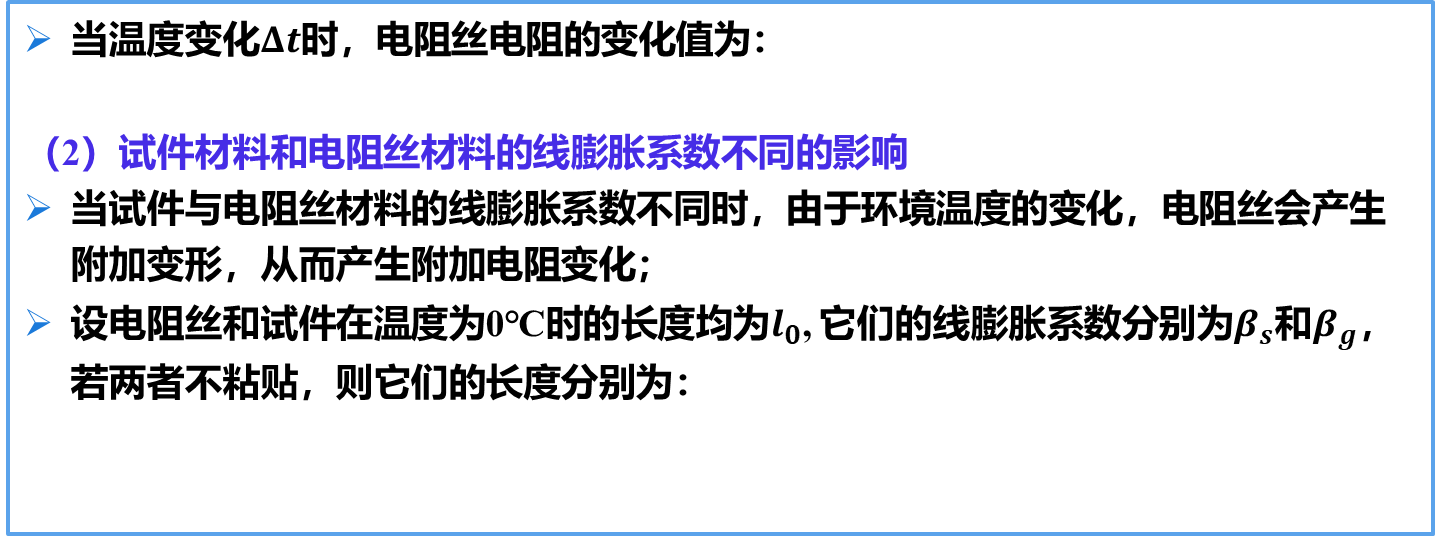 ➢ 当温度变化Δt时，电阻丝电阻的变化值为：
（2）试件材料和电阻丝材料的线膨胀系数不同的影响
➢ 当试件与电阻丝材料的线膨胀系数不同时，由于环境温度的变化，电阻丝会产生
附加变形，从而产生附加电阻变化；
➢ 设电阻丝和试件在温度为0℃时的长度均为l₀, 它们的线膨胀系数分别为βₛ和β_g，
若两者不粘贴，则它们的长度分别为：